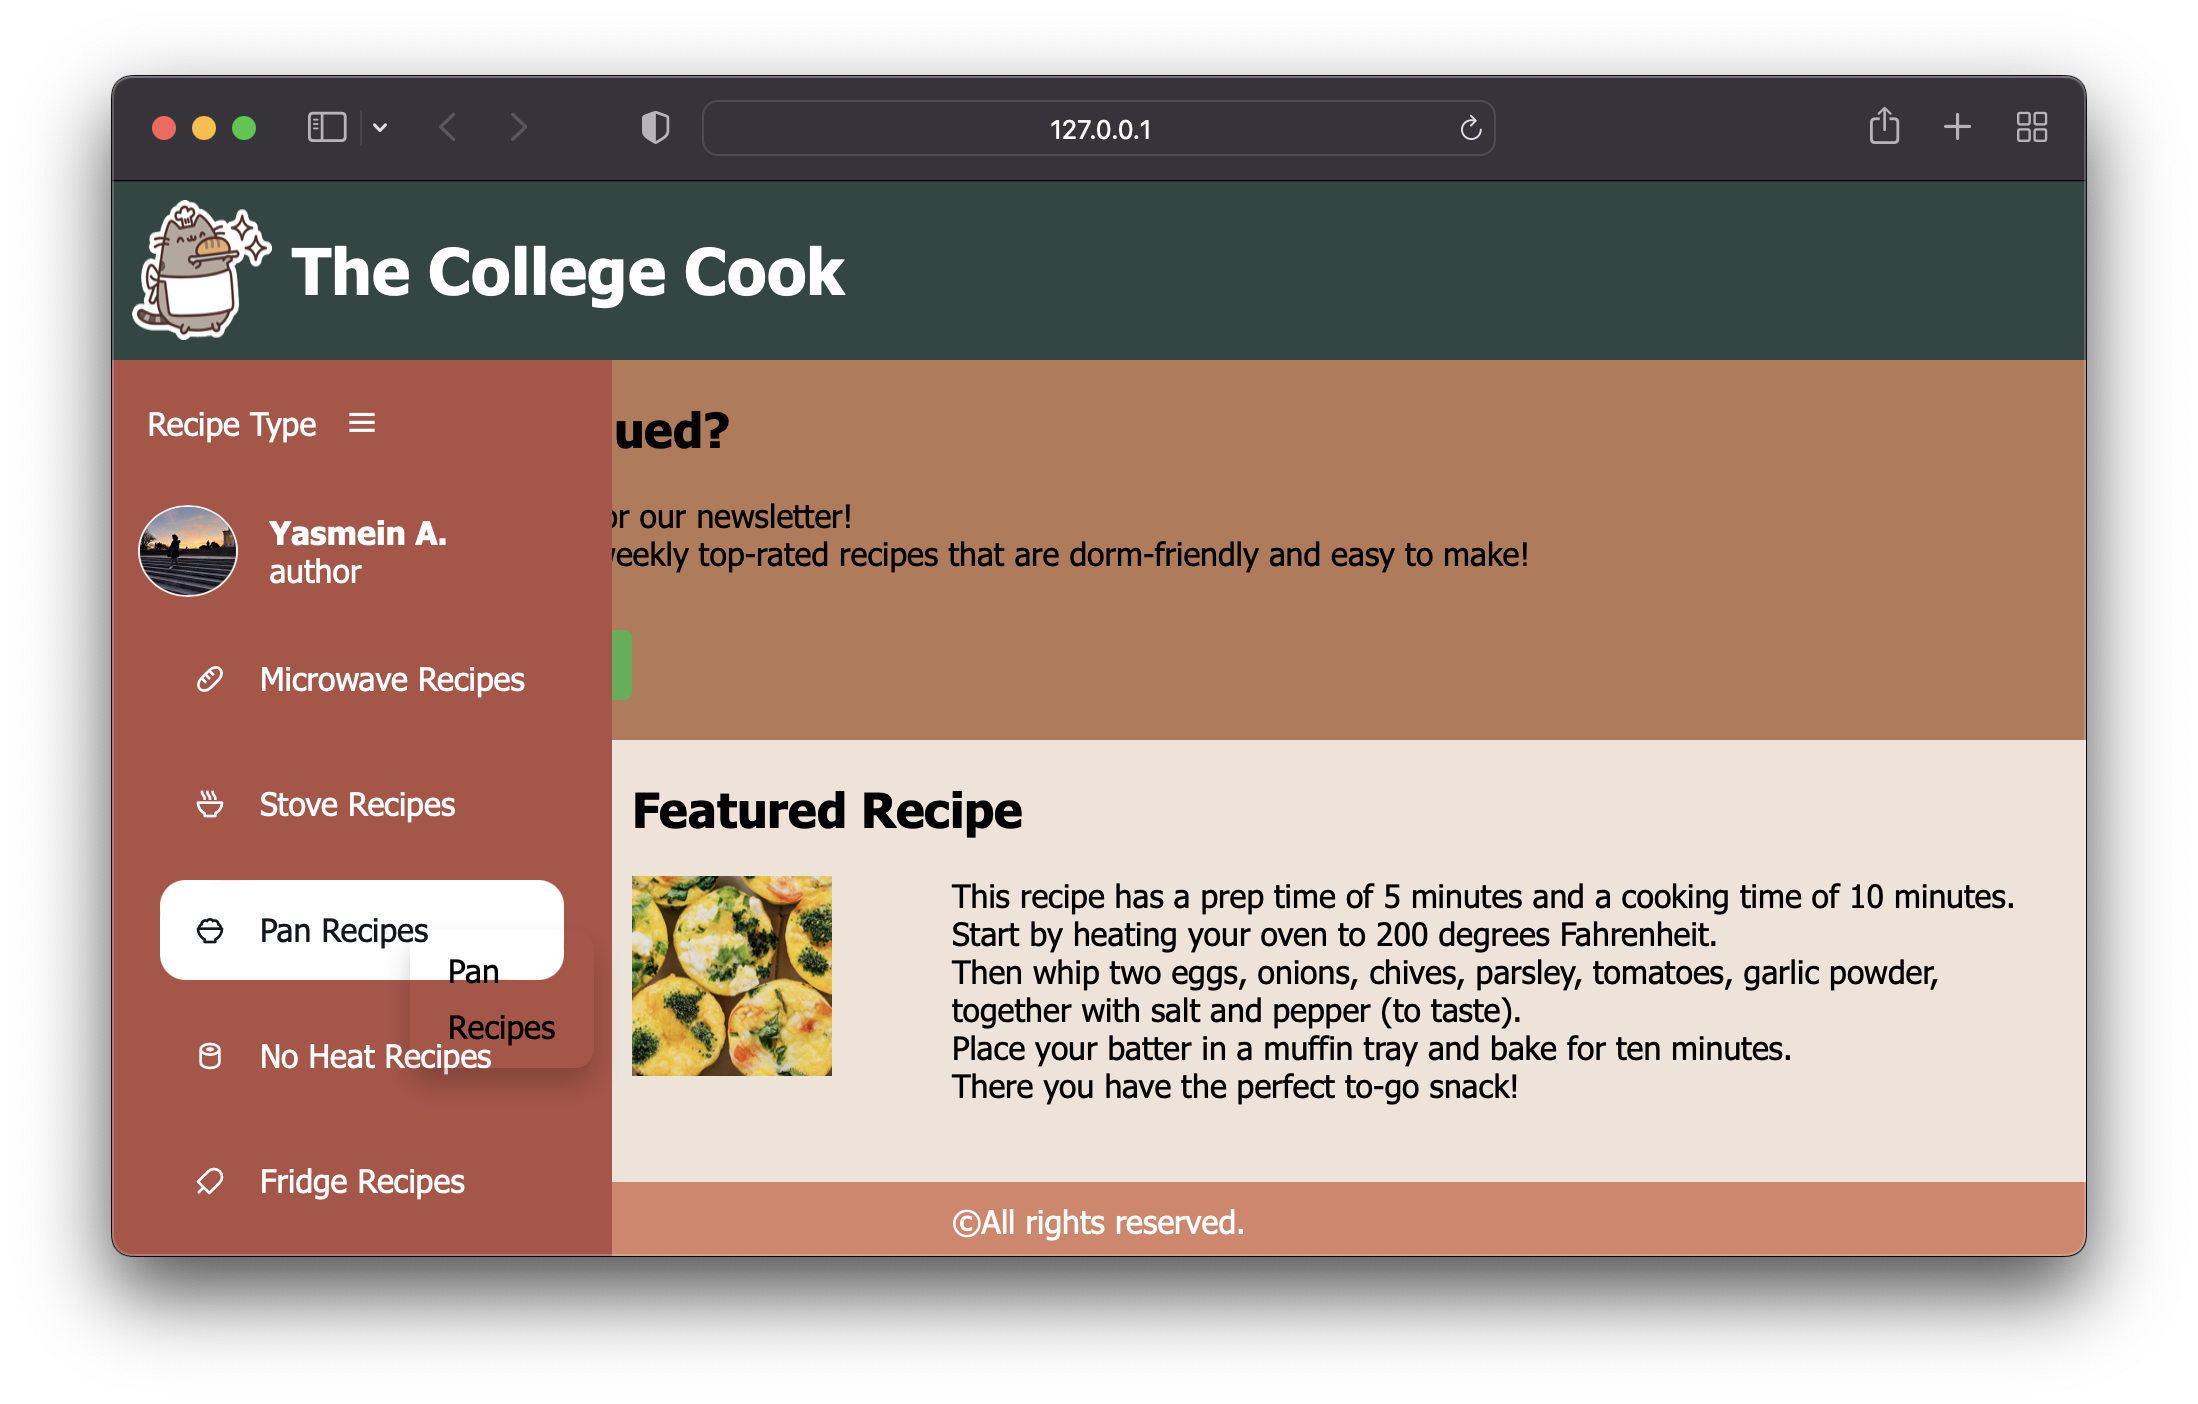 127.0.0.1
The College Cook
Recipe Type
Yasmein A.
author
Microwave Recipes
Stove Recipes
Pan Recipes
Pan
Recipes
No Heat Recipes
Fridge Recipes
ued?
or our newsletter!
eekly top-rated recipes that are dorm-friendly and easy to make!
Featured Recipe
This recipe has a prep time of 5 minutes and a cooking time of 10 minutes.
Start by heating your oven to 200 degrees Fahrenheit.
Then whip two eggs, onions, chives, parsley, tomatoes, garlic powder,
together with salt and pepper (to taste).
Place your batter in a muffin tray and bake for ten minutes.
There you have the perfect to-go snack!
©All rights reserved.